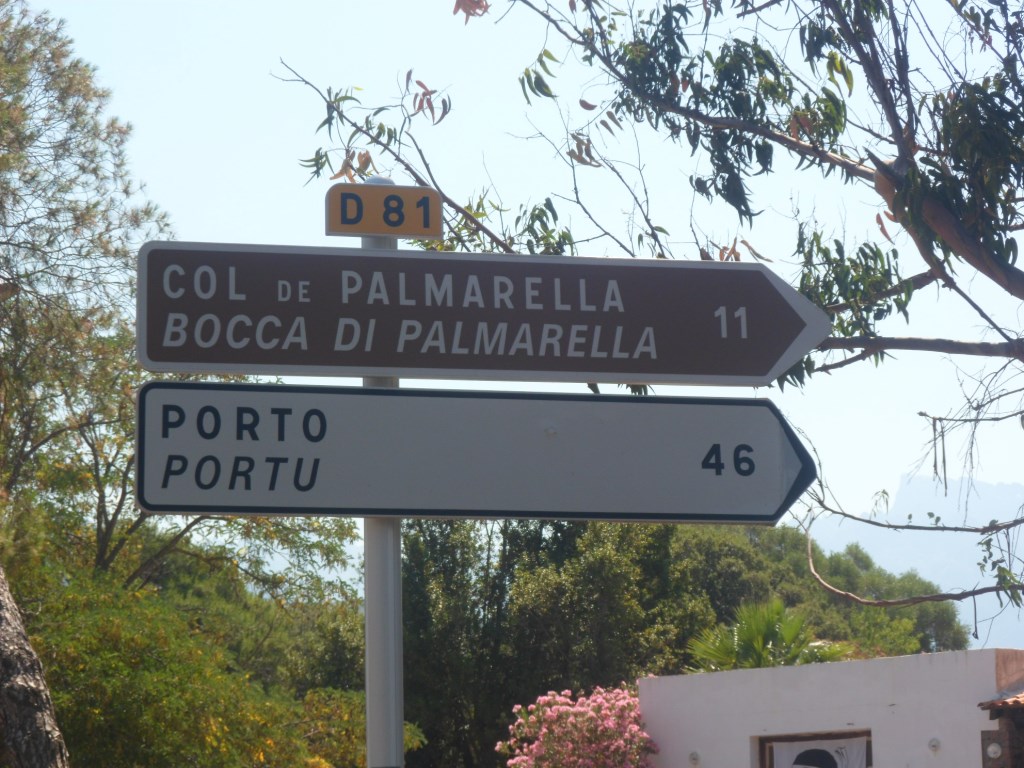 D 81
COL DE PALMARELLA 11
BOCCA DI PALMARELLA
PORTO 46
PORTU